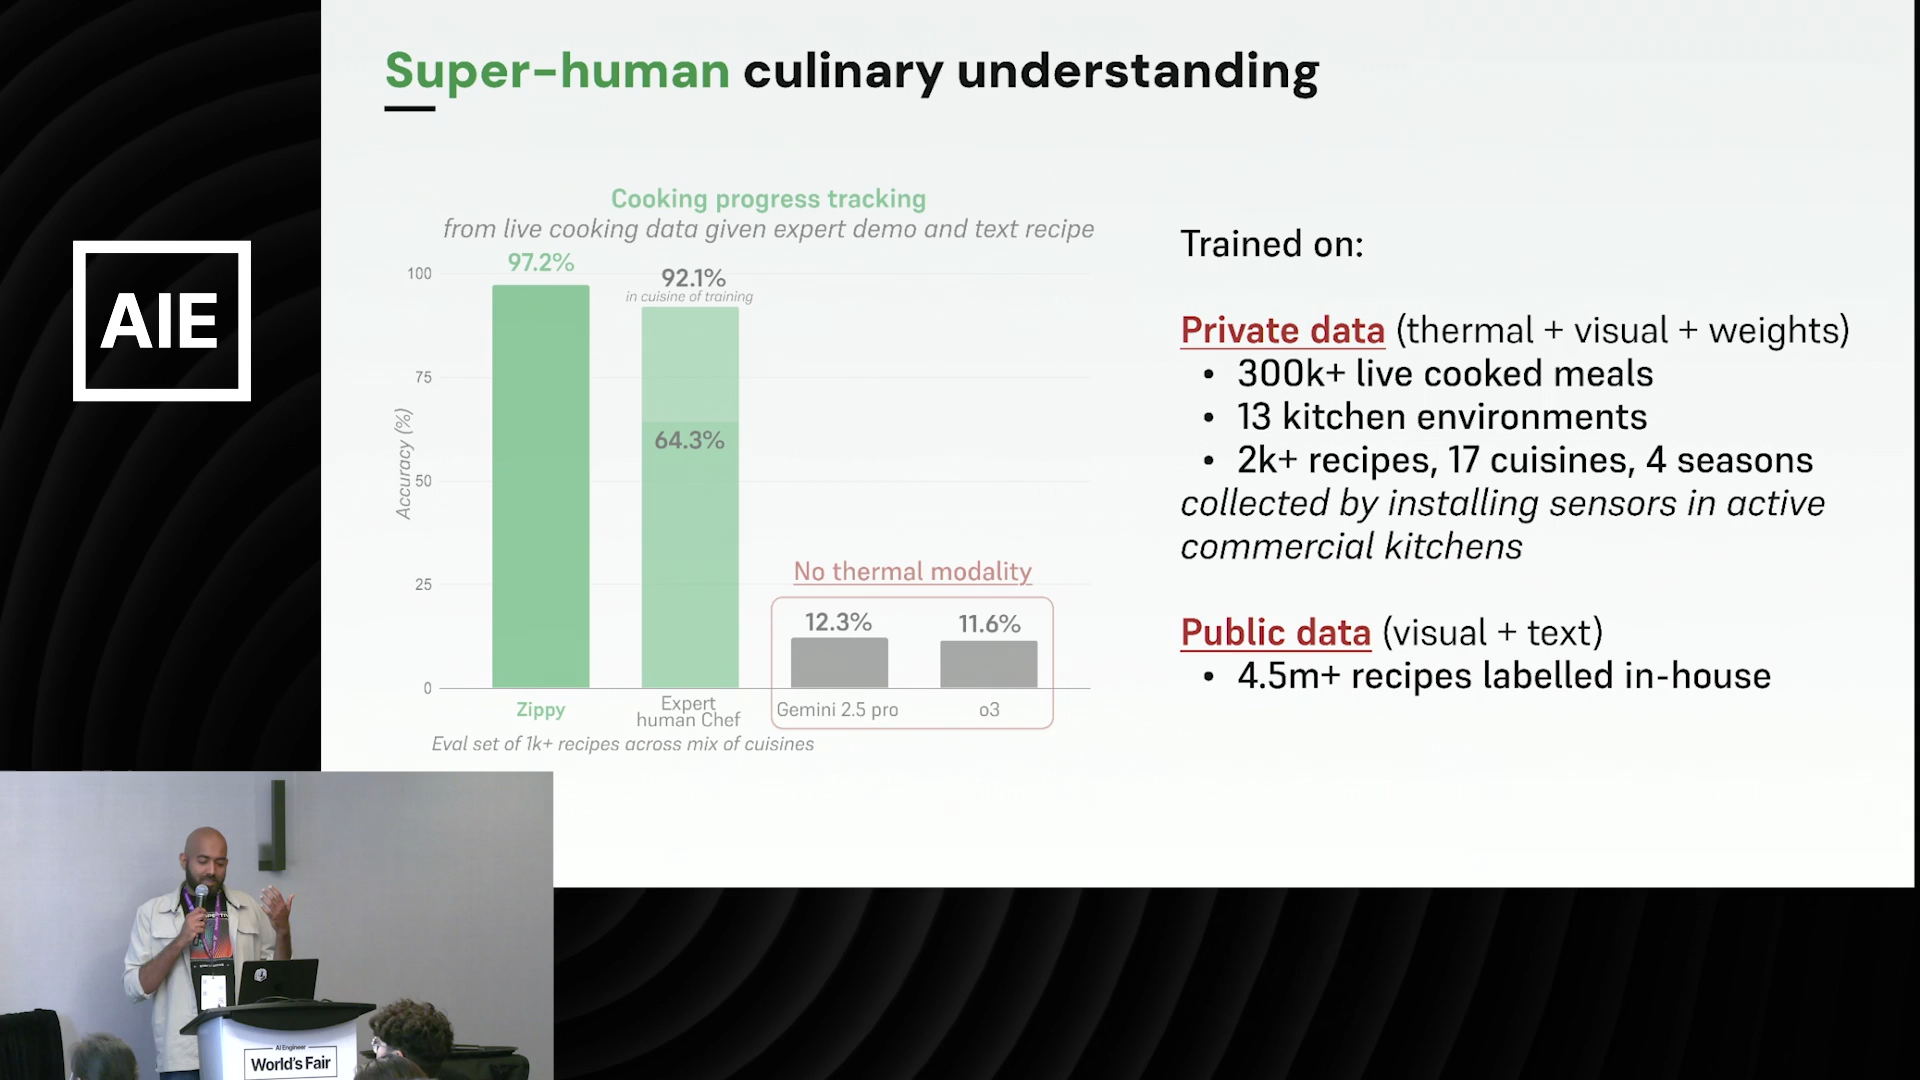 Super-human culinary understanding
AIE
Cooking progress tracking
from live cooking data given expert demo and text recipe
97.2%
92.1%
in cuisine of training
64.3%
No thermal modality
12.3%
11.6%
100
75
50
25
0
Accuracy (%)
Zippy
Expert
human Chef
Gemini 2.5 pro
o3
Eval set of 1k+ recipes across mix of cuisines
Trained on:
Private data (thermal + visual + weights)
• 300k+ live cooked meals
• 13 kitchen environments
• 2k+ recipes, 17 cuisines, 4 seasons
collected by installing sensors in active
commercial kitchens
Public data (visual + text)
• 4.5m+ recipes labelled in-house
AI Engineer
World's Fair